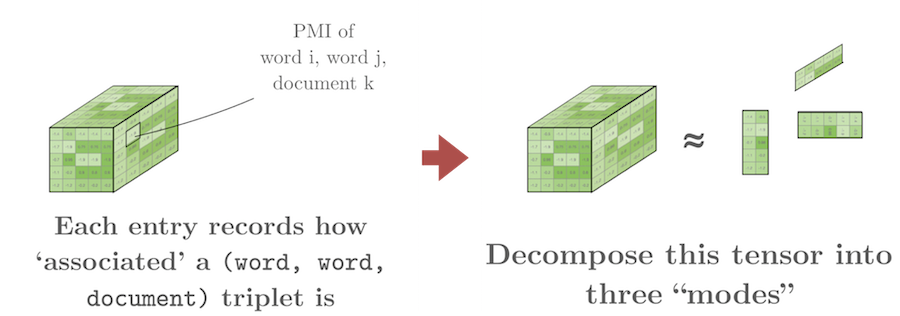 PMI of
word i, word j,
document k
≈
Each entry records how
‘associated’ a (word, word,
document) triplet is
Decompose this tensor into
three “modes”